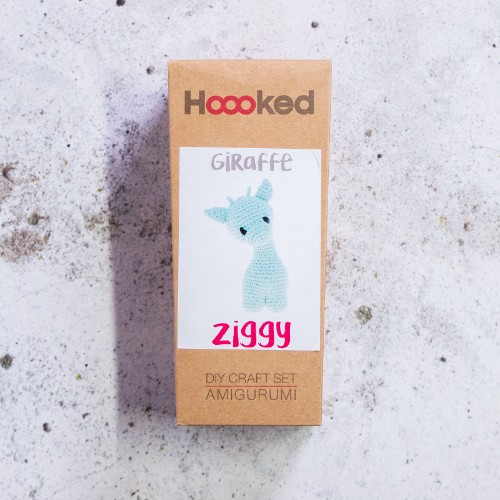 Hoooked
GiRaffe
Ziggy
DIY CRAFT SET
AMIGURUMI